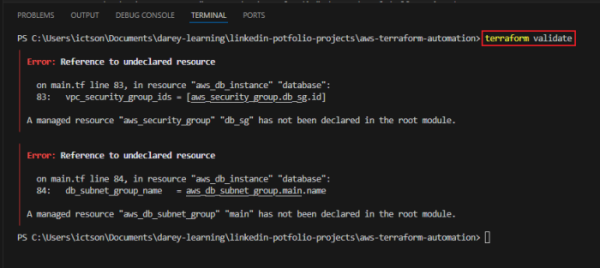 PROBLEMS OUTPUT DEBUG CONSOLE TERMINAL PORTS
PS C:\Users\ictson\Documents\darey-learning\linkedin-potfolio-projects\aws-terraform-automation> terraform validate
Error: Reference to undeclared resource
on main.tf line 83, in resource "aws_db_instance" "database":
83: vpc_security_group_ids = [aws_security_group.db_sg.id]
A managed resource "aws_security_group" "db_sg" has not been declared in the root module.
Error: Reference to undeclared resource
on main.tf line 84, in resource "aws_db_instance" "database":
84: db_subnet_group_name = aws_db_subnet_group.main.name
A managed resource "aws_db_subnet_group" "main" has not been declared in the root module.
PS C:\Users\ictson\Documents\darey-learning\linkedin-potfolio-projects\aws-terraform-automation>